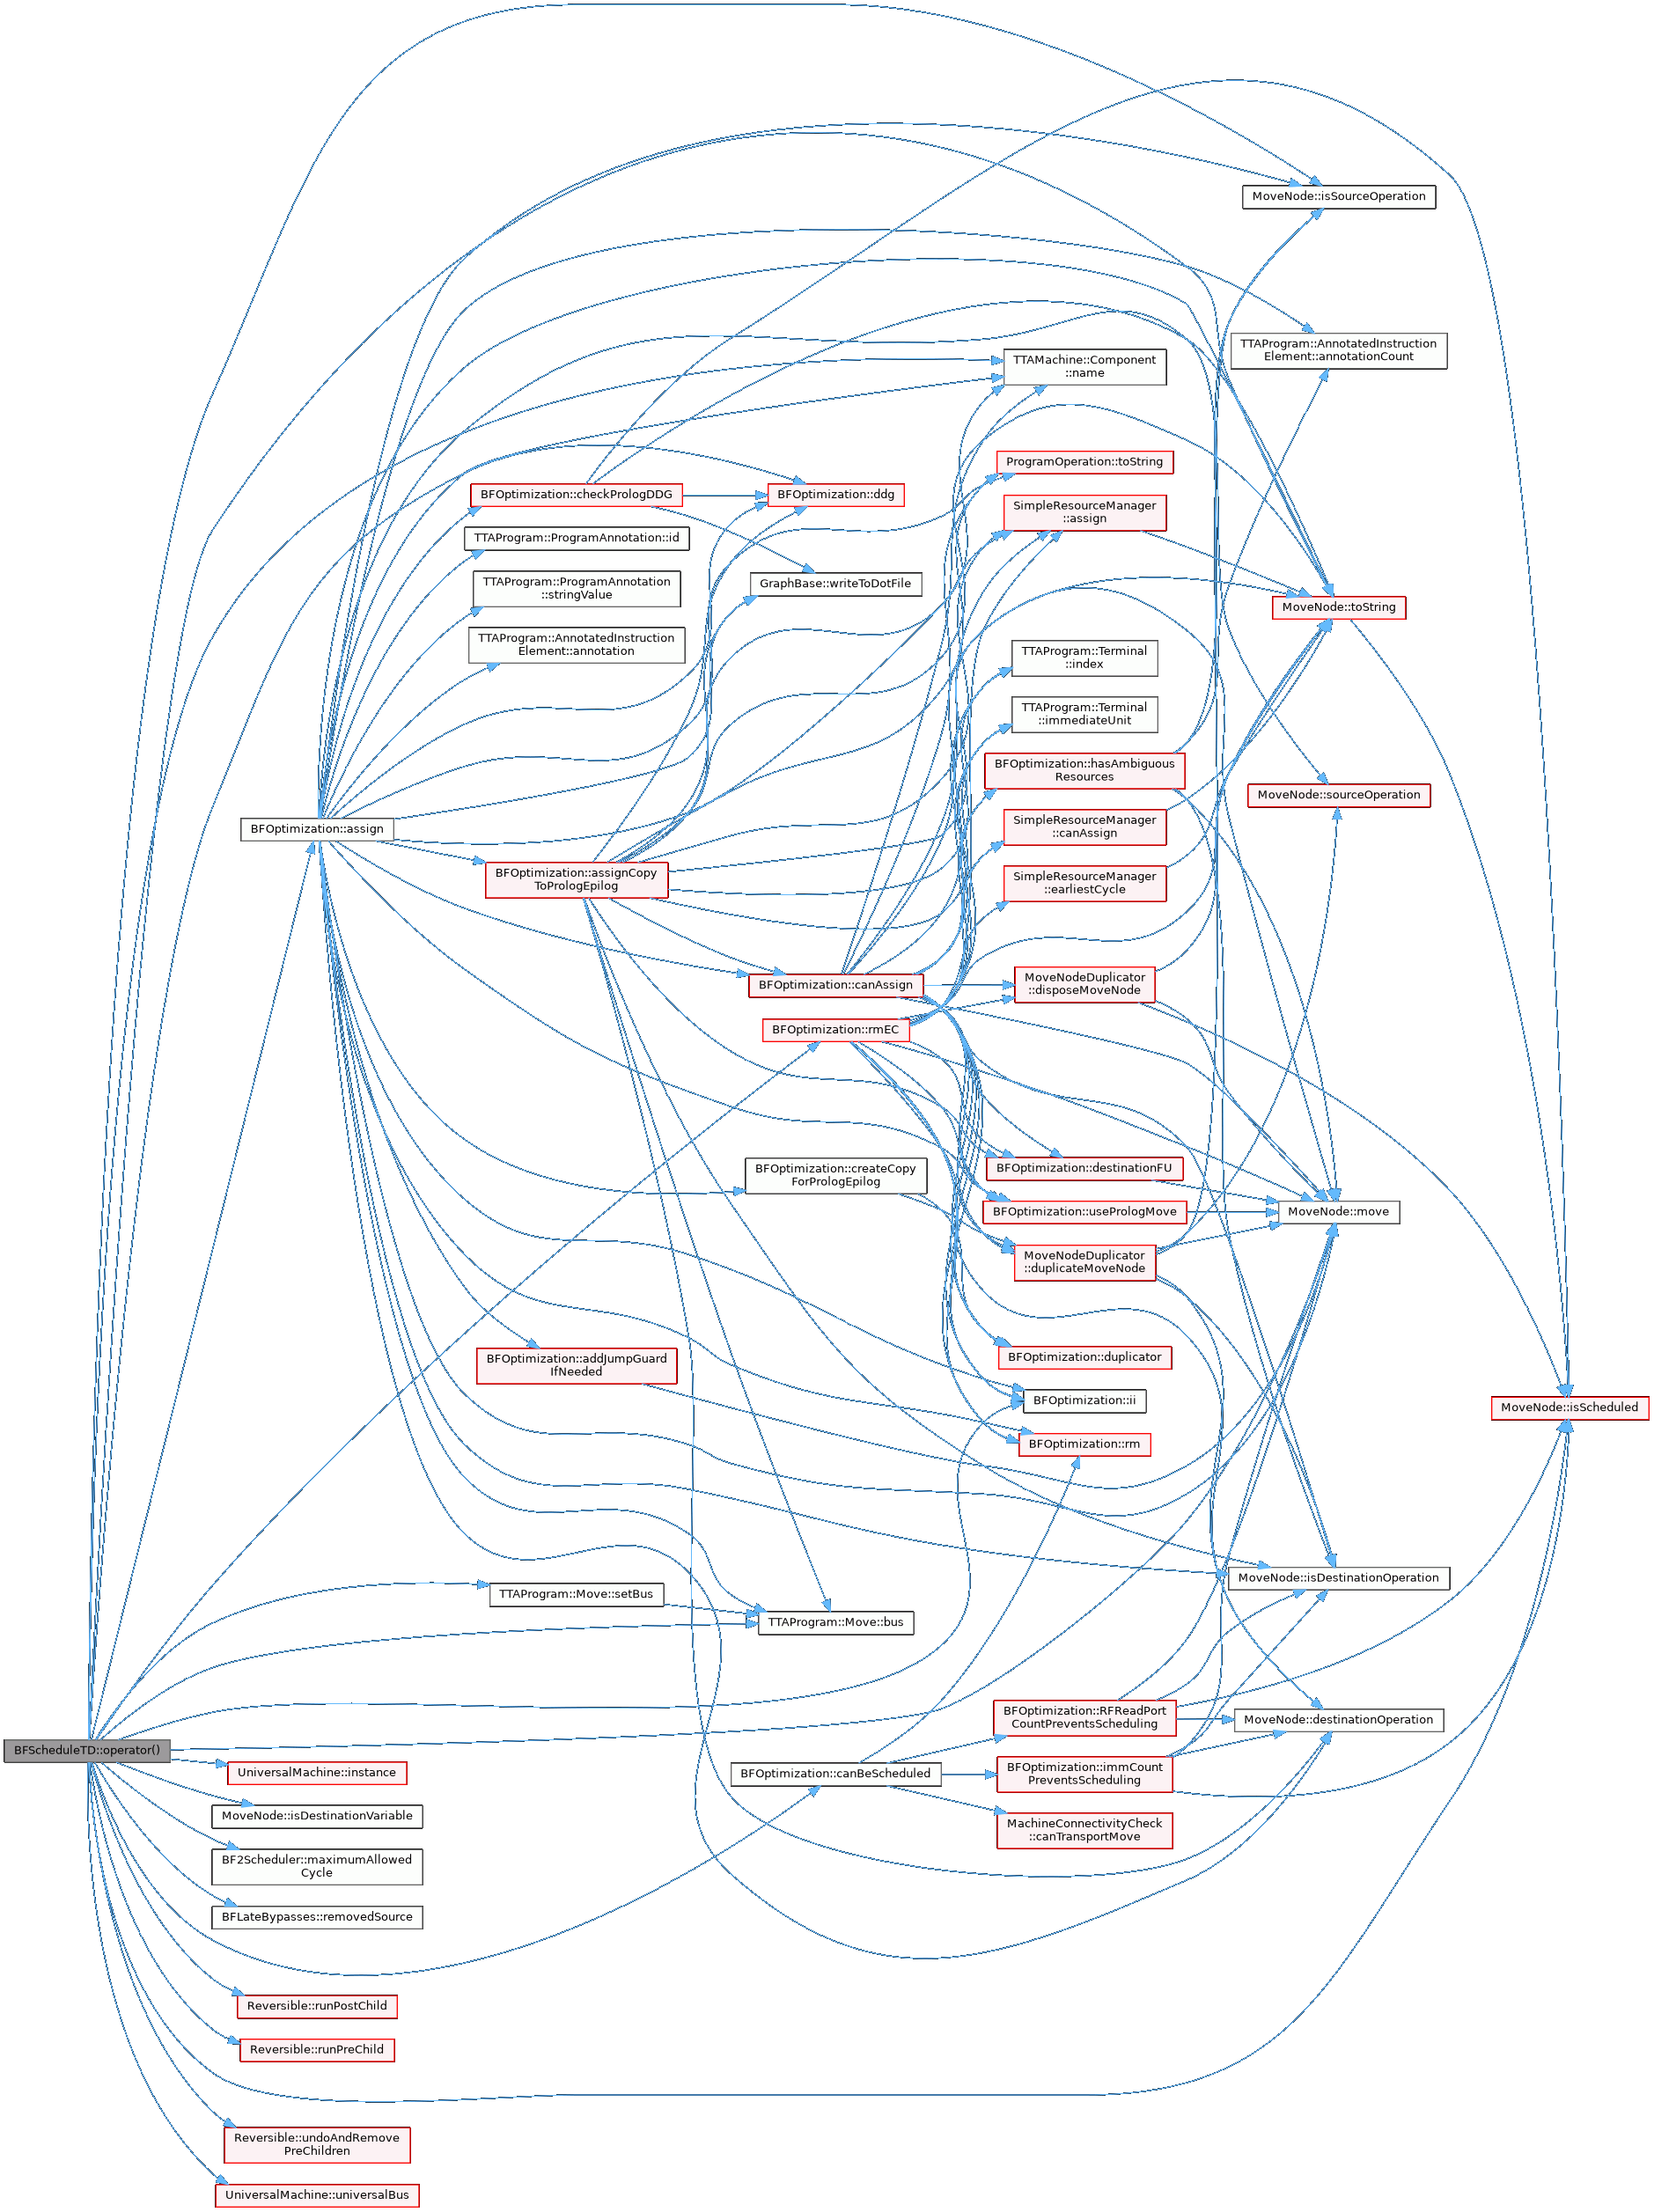 MoveNode::isSourceOperation
TTAProgram::AnnotatedInstruction
Element::annotationCount
TTAMachine::Component
::name
ProgramOperation::toString
BFOptimization::checkPrologDDG
BFOptimization::ddg
SimpleResourceManager
::assign
TTAProgram::ProgramAnnotation::id
TTAProgram::ProgramAnnotation
::stringValue
GraphBase::writeToDotFile
MoveNode::toString
TTAProgram::AnnotatedInstruction
Element::annotation
TTAProgram::Terminal
::index
TTAProgram::Terminal
::immediateUnit
BFOptimization::hasAmbiguous
Resources
MoveNode::sourceOperation
BFOptimization::assign
SimpleResourceManager
::canAssign
BFOptimization::assignCopy
ToPrologEpilog
SimpleResourceManager
::earliestCycle
BFOptimization::canAssign
MoveNodeDuplicator
::disposeMoveNode
BFOptimization::rmEC
BFOptimization::createCopy
ForPrologEpilog
BFOptimization::destinationFU
BFOptimization::usePrologMove
MoveNode::move
MoveNodeDuplicator
::duplicateMoveNode
BFOptimization::addJumpGuard
IfNeeded
BFOptimization::duplicator
BFOptimization::ii
MoveNode::isScheduled
BFOptimization::rm
MoveNode::isDestinationOperation
TTAProgram::Move::setBus
TTAProgram::Move::bus
BFOptimization::RFReadPort
CountPreventsScheduling
MoveNode::destinationOperation
BFScheduleTD::operator()
UniversalMachine::instance
BFOptimization::canBeScheduled
BFOptimization::immCount
PreventsScheduling
MoveNode::isDestinationVariable
MachineConnectivityCheck
::canTransportMove
BF2Scheduler::maximumAllowed
Cycle
BFLateBypasses::removedSource
Reversible::runPostChild
Reversible::runPreChild
Reversible::undoAndRemove
PreChildren
UniversalMachine::universalBus